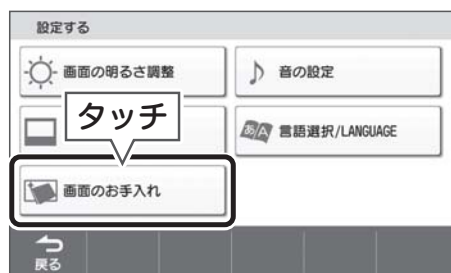 設定する
画面の明るさ調整
音の設定
タッチ
あ/A 言語選択/LANGUAGE
画面のお手入れ
戻る